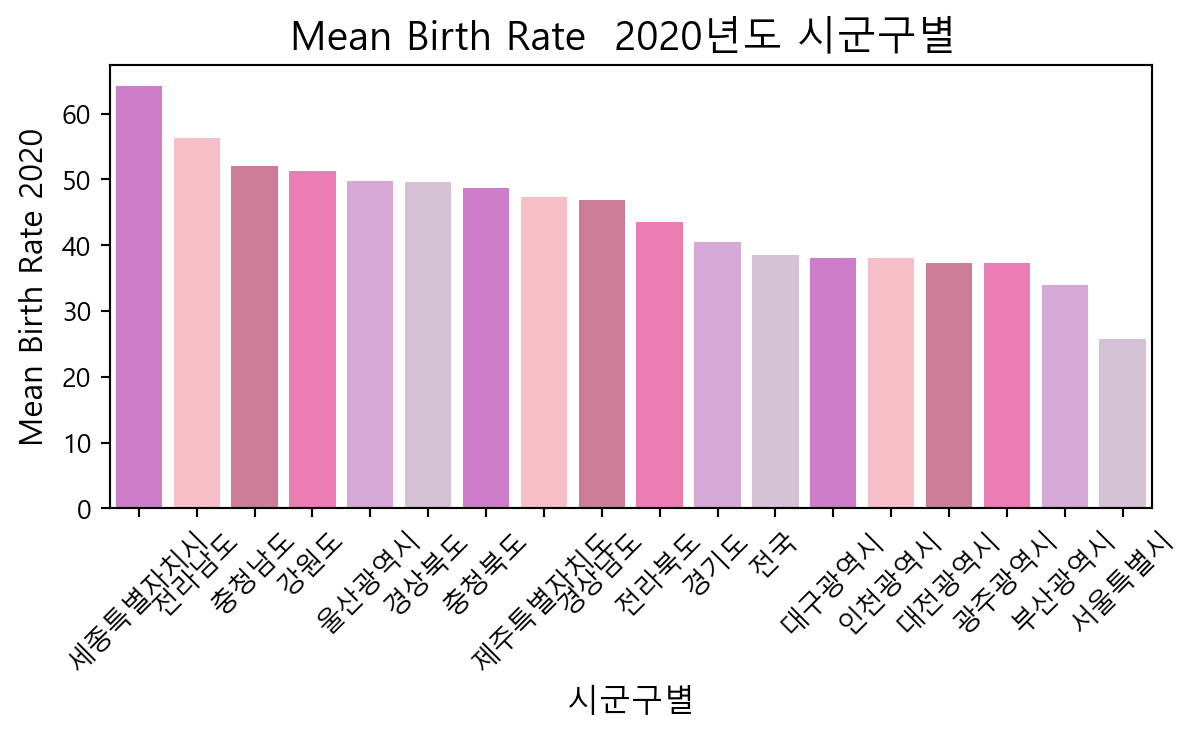 Mean Birth Rate  2020년도 시군구별
Mean Birth Rate 2020
60
50
40
30
20
10
0
세종특별자치시
전라남도
충청남도
강원도
울산광역시
경상북도
충청북도
제주특별자치도
경상남도
전라북도
경기도
전국
대구광역시
인천광역시
대전광역시
광주광역시
부산광역시
서울특별시
시군구별